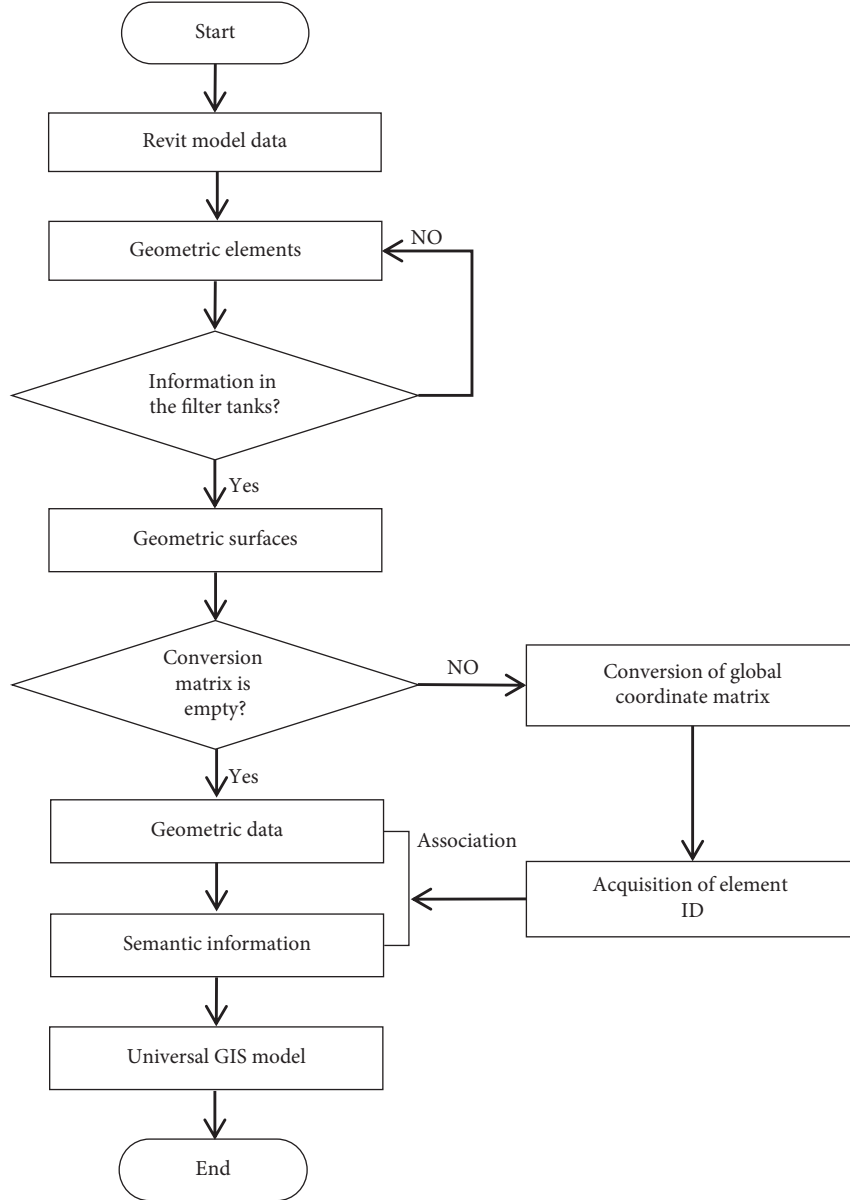 Start
Revit model data
Geometric elements
NO
Information in
the filter tanks?
Yes
Geometric surfaces
Conversion
matrix is
empty?
NO
Conversion of global
coordinate matrix
Yes
Geometric data
Association
Acquisition of element
ID
Semantic information
Universal GIS model
End